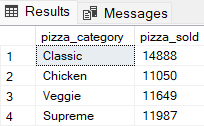 Results Messages
pizza_category pizza_sold
1 Classic 14888
2 Chicken 11050
3 Veggie 11649
4 Supreme 11987